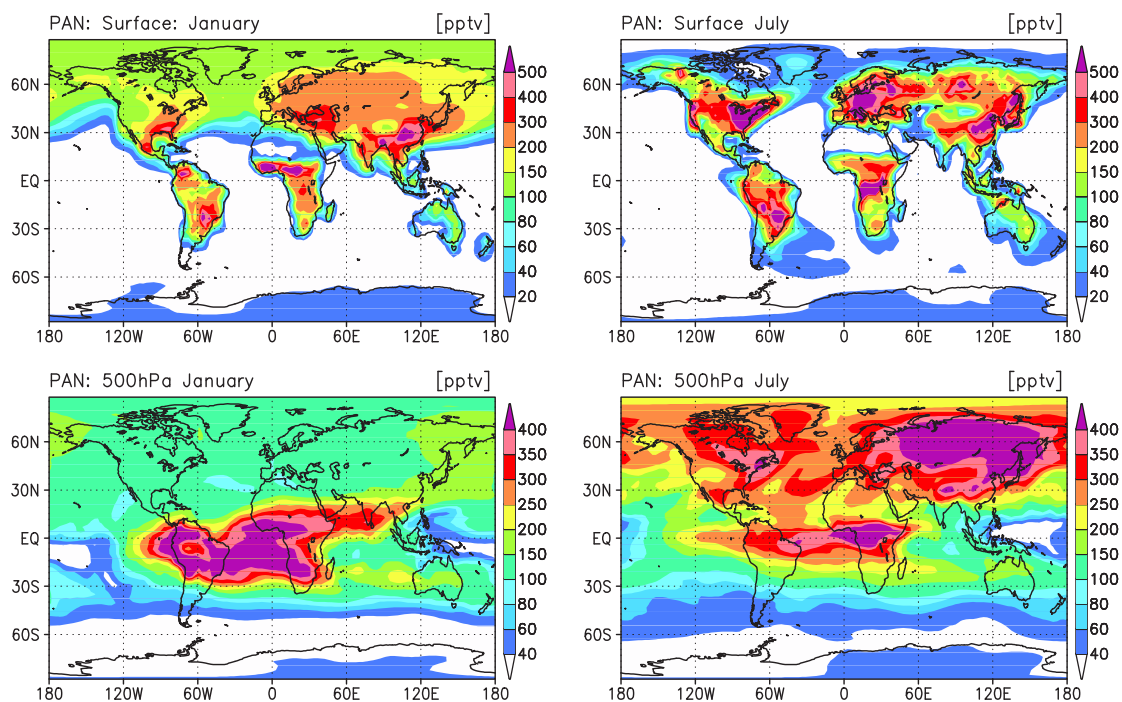 PAN: Surface: January [pptv]
60N
30N
EQ
30S
60S
180 120W 60W 0 60E 120E 180
500
400
300
200
150
100
80
60
40
20
PAN: Surface July [pptv]
60N
30N
EQ
30S
60S
180 120W 60W 0 60E 120E 180
500
400
300
200
150
100
80
60
40
20
PAN: 500hPa January [pptv]
60N
30N
EQ
30S
60S
180 120W 60W 0 60E 120E 180
400
350
300
250
200
150
100
80
60
40
PAN: 500hPa July [pptv]
60N
30N
EQ
30S
60S
180 120W 60W 0 60E 120E 180
400
350
300
250
200
150
100
80
60
40